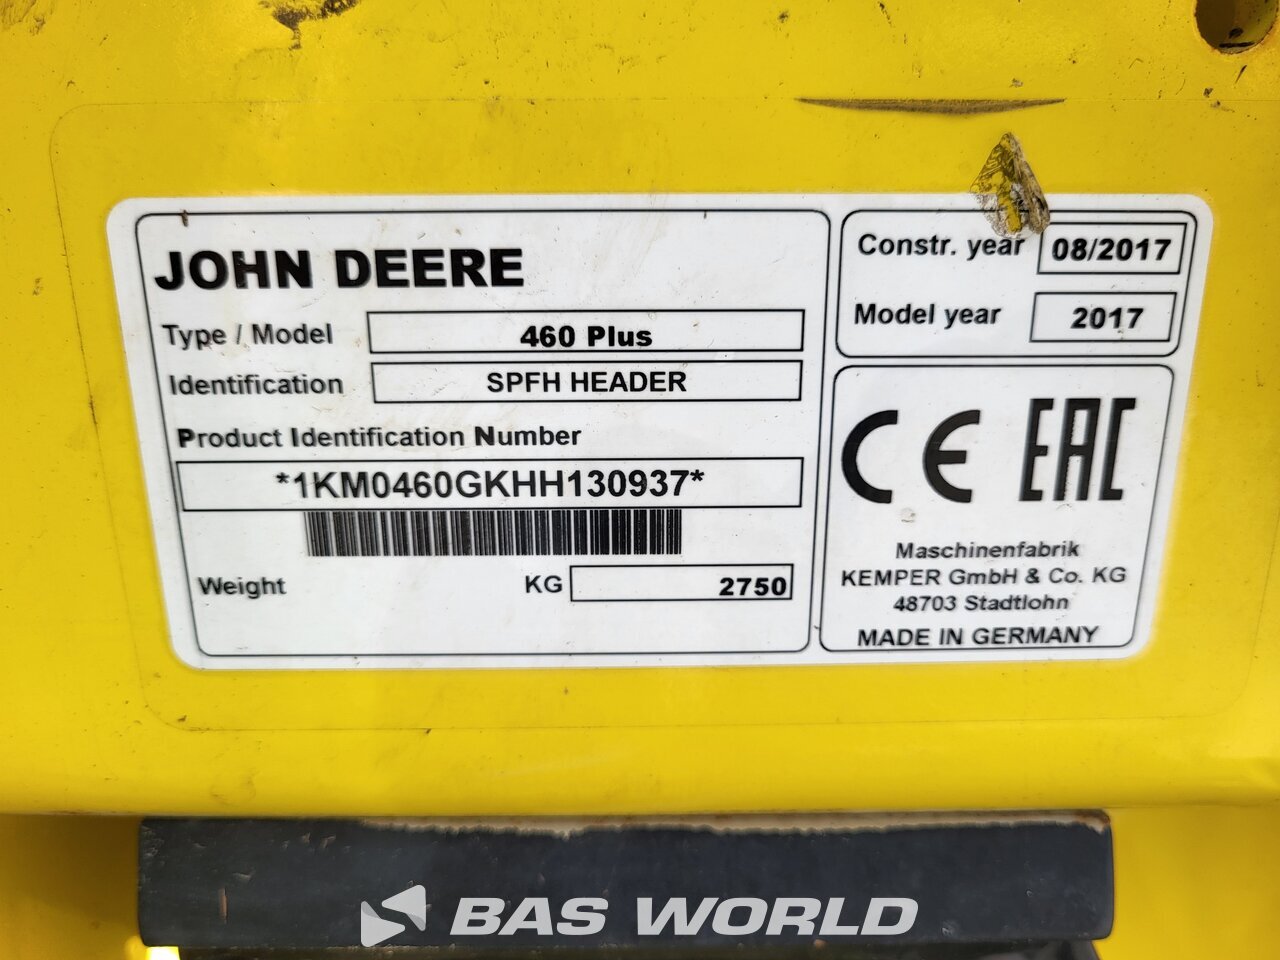 JOHN DEERE
Type / Model 460 Plus
Identification SPFH HEADER
Product Identification Number
*1KM0460GKHH130937*
Weight KG 2750
Constr. year 08/2017
Model year 2017
CE EAC
Maschinenfabrik
KEMPER GmbH & Co. KG
48703 Stadtlohn
MADE IN GERMANY
BAS WORLD